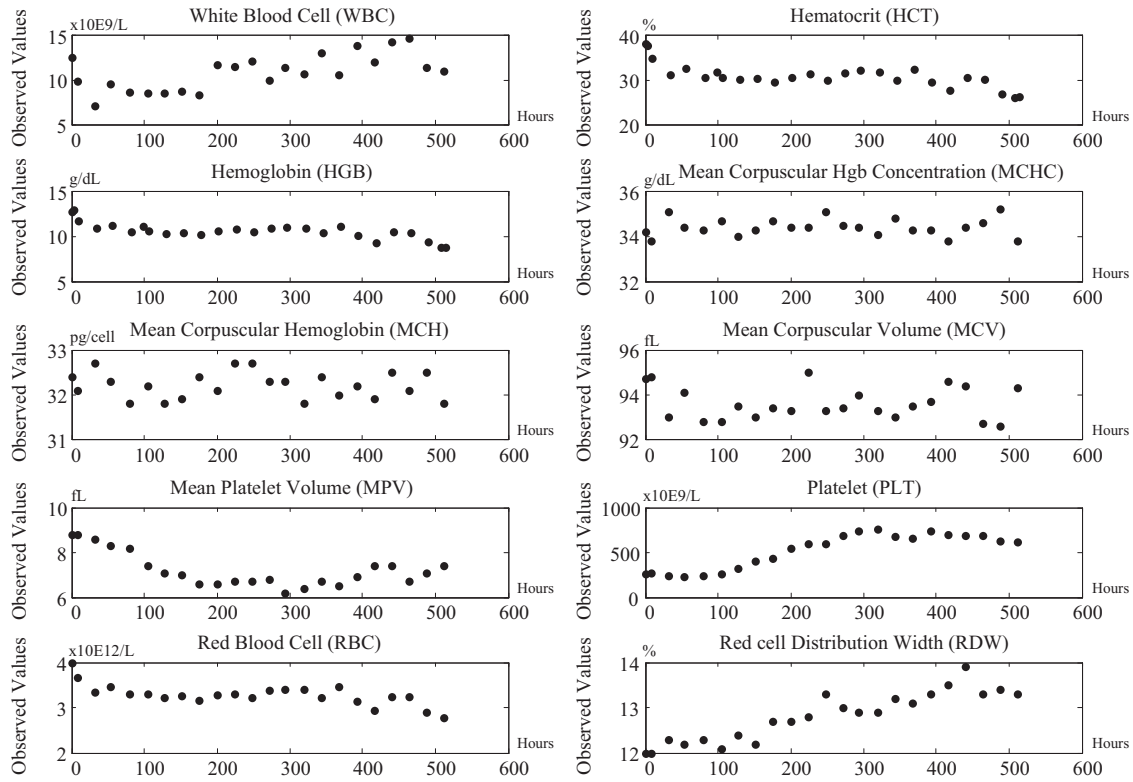 White Blood Cell (WBC)
x10E9/L
Observed Values
15
10
5
0 100 200 300 400 500 600
Hours
Hematocrit (HCT)
%
Observed Values
40
30
20
0 100 200 300 400 500 600
Hours
Hemoglobin (HGB)
g/dL
Observed Values
15
10
5
0 100 200 300 400 500 600
Hours
Mean Corpuscular Hgb Concentration (MCHC)
g/dL
Observed Values
36
34
32
0 100 200 300 400 500 600
Hours
Mean Corpuscular Hemoglobin (MCH)
pg/cell
Observed Values
33
32
31
0 100 200 300 400 500 600
Hours
Mean Corpuscular Volume (MCV)
fL
Observed Values
96
94
92
0 100 200 300 400 500 600
Hours
Mean Platelet Volume (MPV)
fL
Observed Values
10
8
6
0 100 200 300 400 500 600
Hours
Platelet (PLT)
x10E9/L
Observed Values
1000
500
0
0 100 200 300 400 500 600
Hours
Red Blood Cell (RBC)
x10E12/L
Observed Values
4
3
2
0 100 200 300 400 500 600
Hours
Red cell Distribution Width (RDW)
%
Observed Values
14
13
12
0 100 200 300 400 500 600
Hours